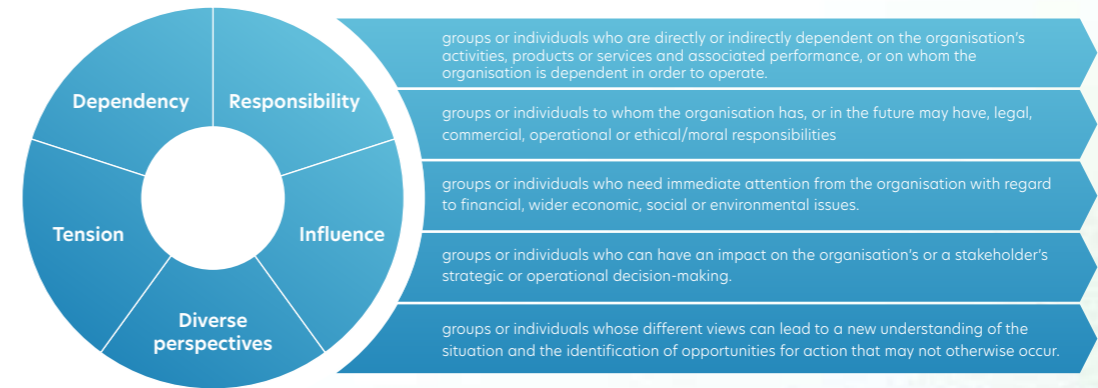 Dependency
Responsibility
Tension
Influence
Diverse
perspectives
groups or individuals who are directly or indirectly dependent on the organisation's
activities, products or services and associated performance, or on whom the
organisation is dependent in order to operate.
groups or individuals to whom the organisation has, or in the future may have, legal,
commercial, operational or ethical/moral responsibilities
groups or individuals who need immediate attention from the organisation with regard
to financial, wider economic, social or environmental issues.
groups or individuals who can have an impact on the organisation's or a stakeholder's
strategic or operational decision-making.
groups or individuals whose different views can lead to a new understanding of the
situation and the identification of opportunities for action that may not otherwise occur.